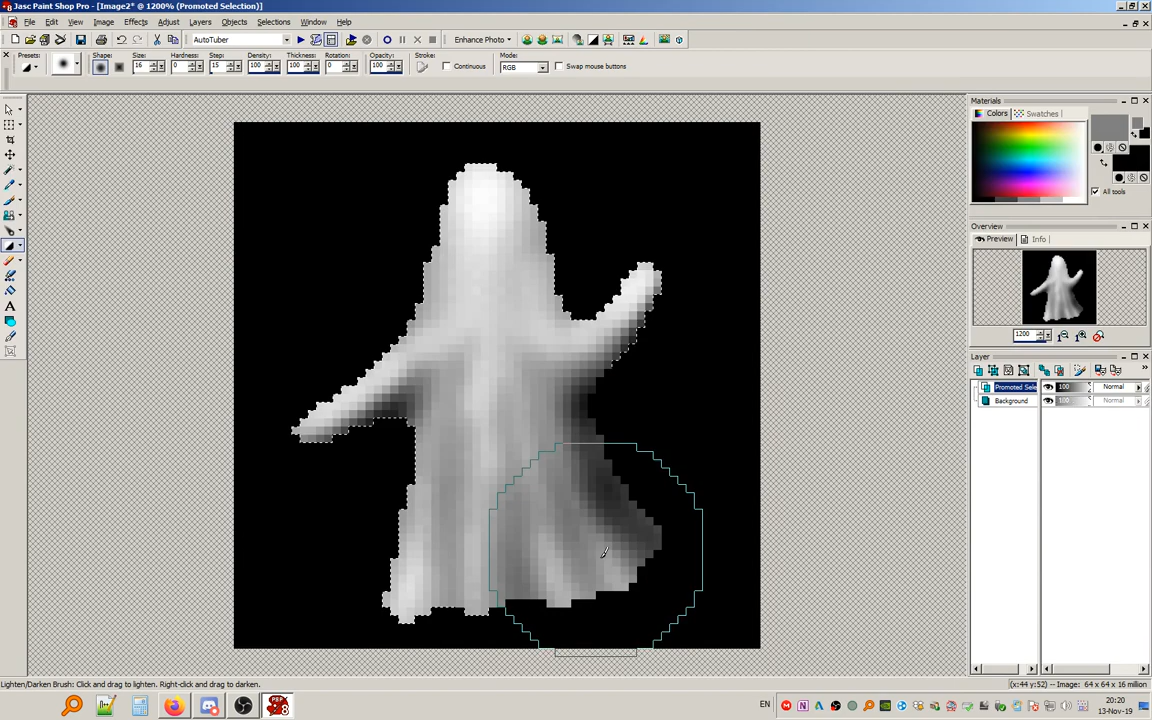 Jasc Paint Shop Pro - [Image2* @ 1200% (Promoted Selection)]
File Edit View Image Effects Adjust Layers Objects Selections Window Help
AutoTuber Enhance Photo
Presets: Shape: Size: Hardness: Step: Density: Thickness: Rotation: Opacity: Stroke: Mode:
16 0 15 100 100 0 100 Continuous RGB Swap mouse buttons
Materials
Colors Swatches
All tools
Overview
Preview Info
1200
Layer
Promoted Sele 100 Normal
Background 100 Normal
Lighten/Darken Brush: Click and drag to lighten. Right-click and drag to darken.
(x:44 y:52) -- Image: 64 x 64 x 16 million
EN
20:20
13-Nov-19